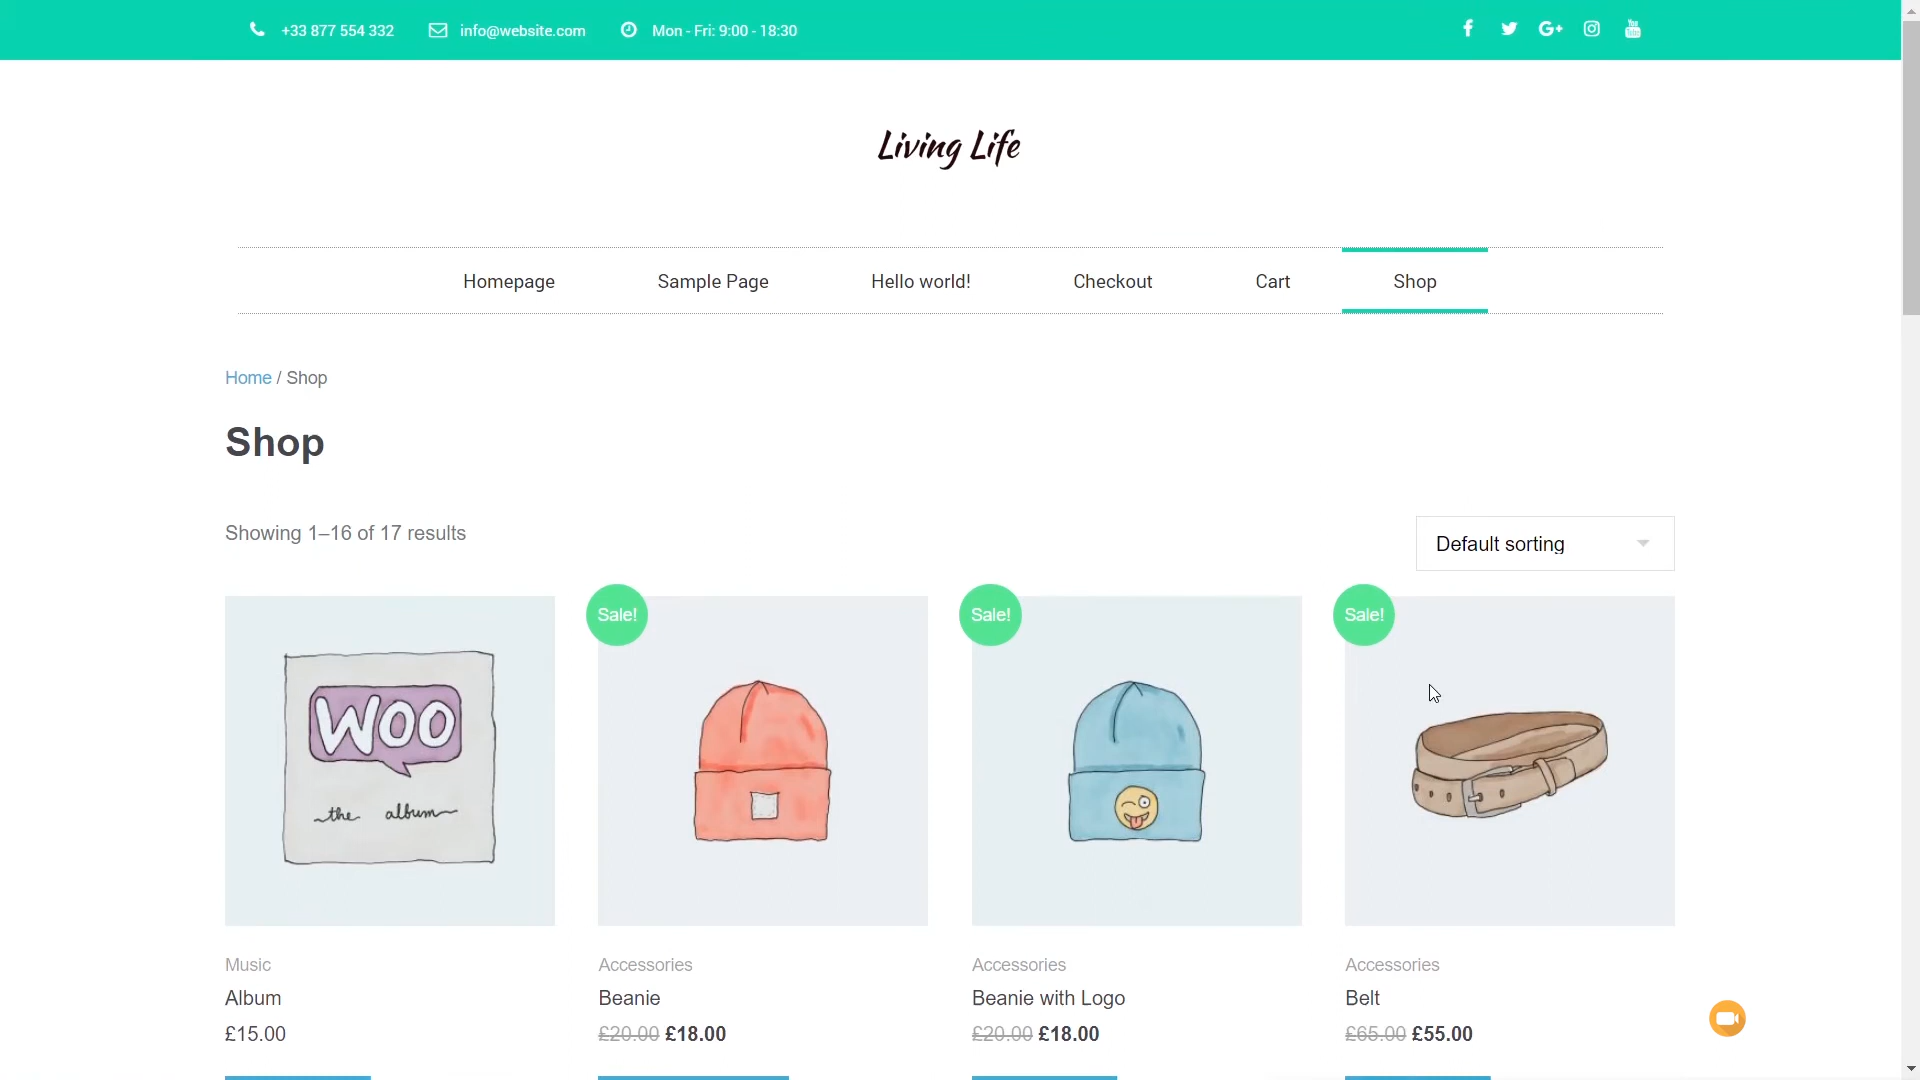 +33 877 554 332 info@website.com Mon - Fri: 9:00 - 18:30
You Tube
Living Life
Homepage Sample Page Hello world! Checkout Cart Shop
Home / Shop
Shop
Showing 1–16 of 17 results
Default sorting
Sale! Sale! Sale!
WOO
the album
Music Accessories Accessories Accessories
Album Beanie Beanie with Logo Belt
£15.00 £20.00 £18.00 £20.00 £18.00 £65.00 £55.00